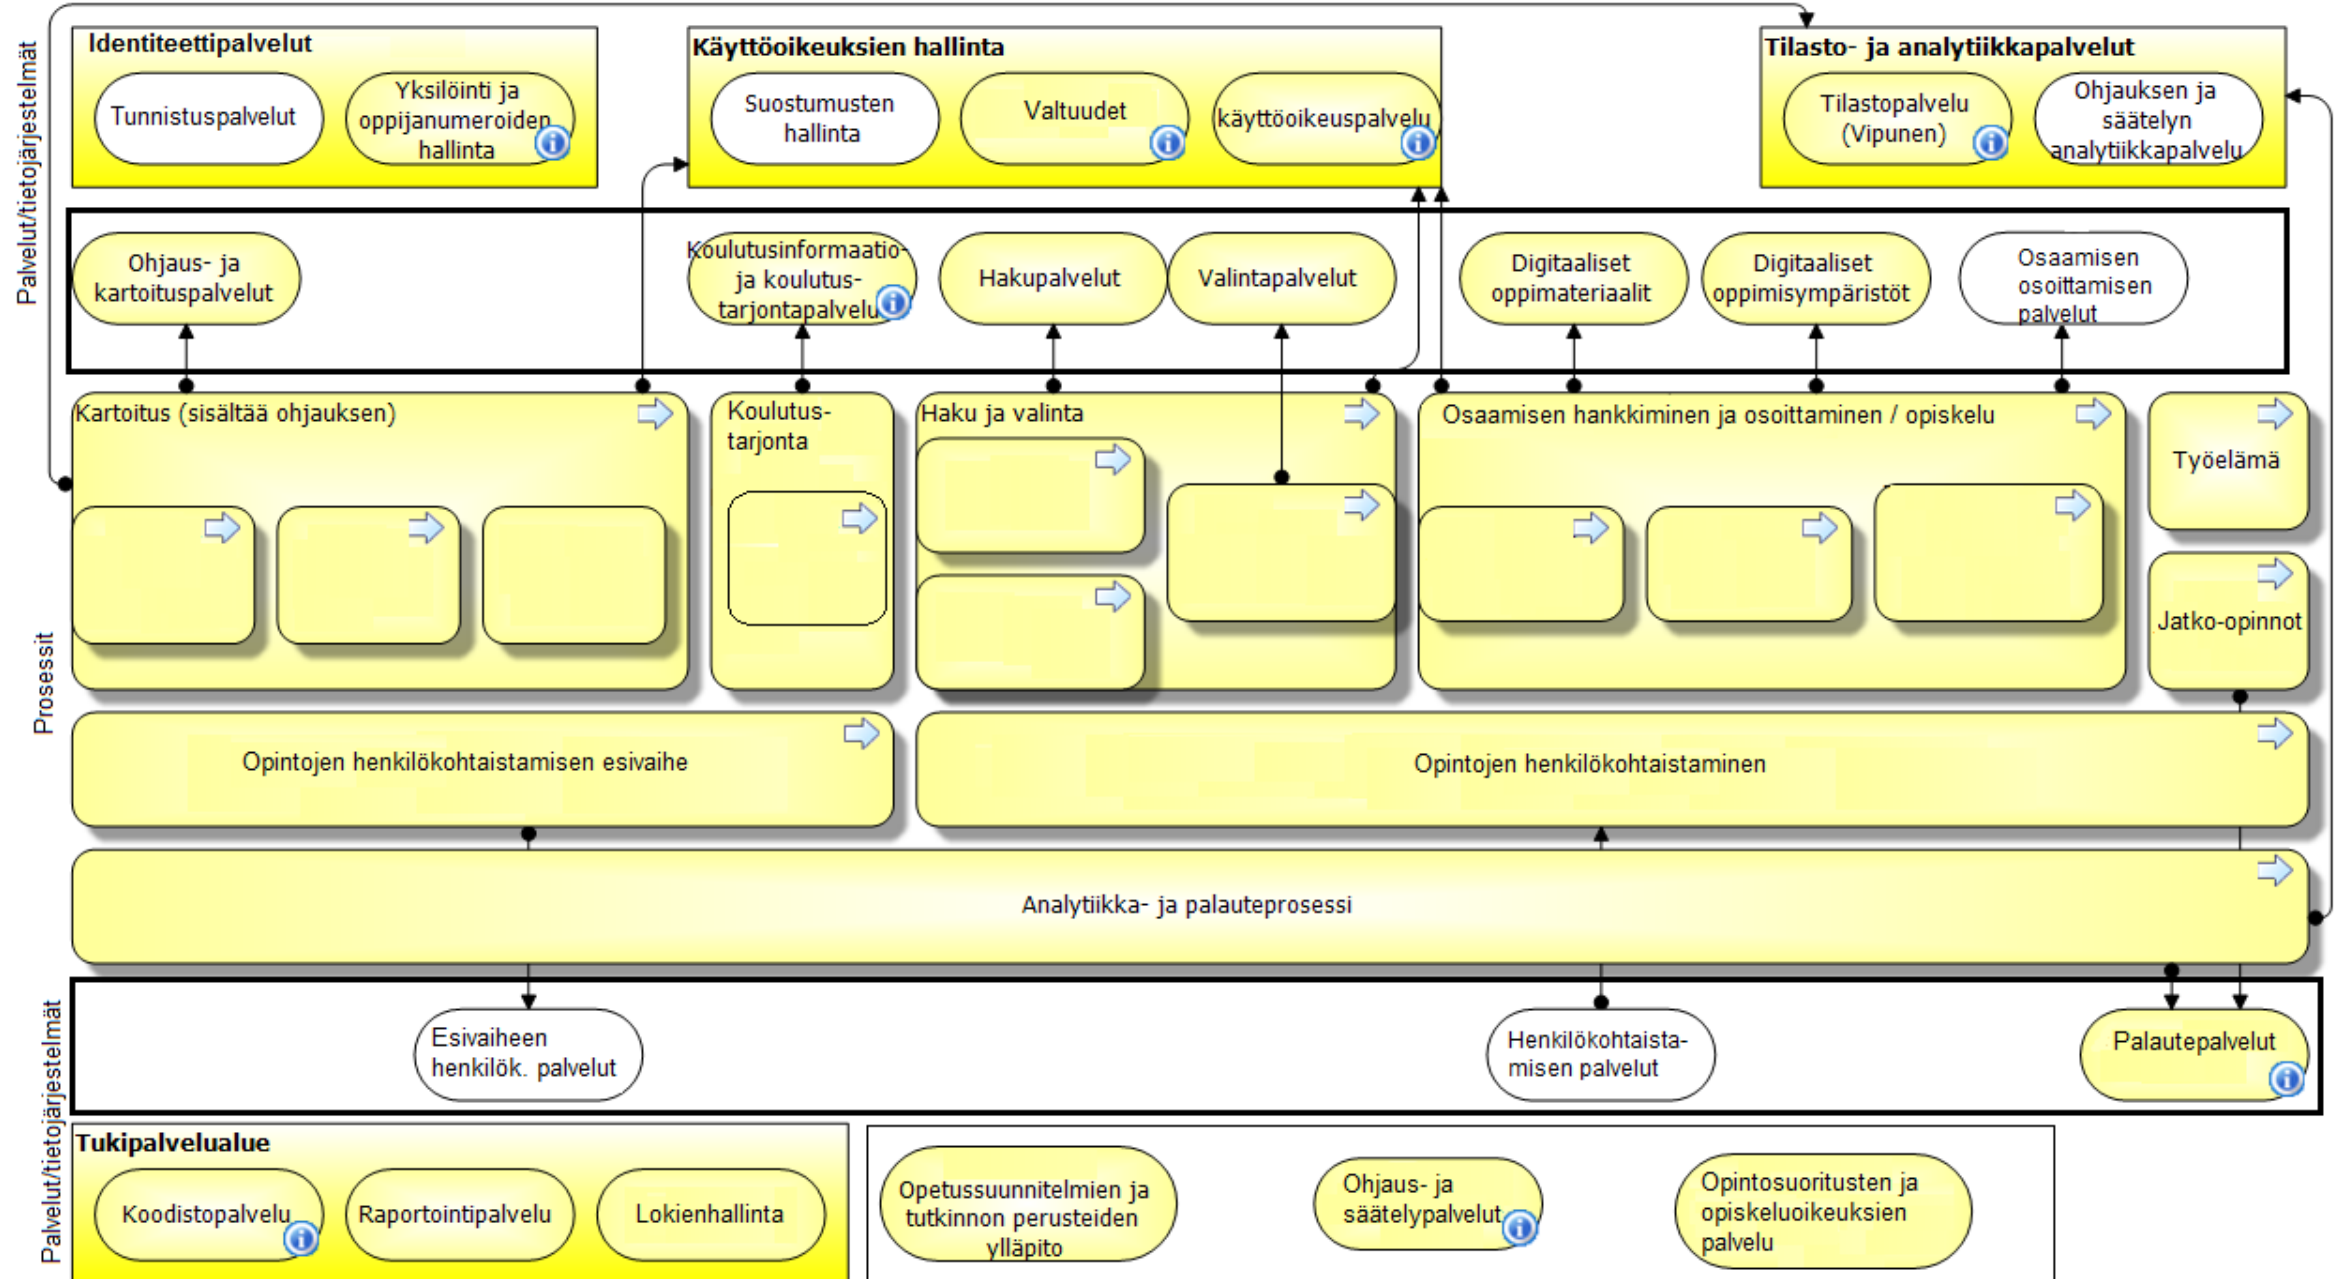 Palvelut/tietojärjestelmät
Identiteettipalvelut
Tunnistuspalvelut
Yksilöinti ja
oppijanumeroiden
hallinta
Käyttöoikeuksien hallinta
Suostumusten
hallinta
Valtuudet
käyttöoikeuspalvelu
Tilasto- ja analytiikkapalvelut
Tilastopalvelu
(Vipunen)
Ohjauksen ja
säätelyn
analytiikkapalvelu
Ohjaus- ja
kartoituspalvelut
Koulutusinformaatio-
ja koulutus-
tarjontapalvelu
Hakupalvelut
Valintapalvelut
Digitaaliset
oppimateriaalit
Digitaaliset
oppimisympäristöt
Osaamisen
osoittamisen
palvelut
Prosessit
Kartoitus (sisältää ohjauksen)
Koulutus-
tarjonta
Haku ja valinta
Osaamisen hankkiminen ja osoittaminen / opiskelu
Työelämä
Jatko-opinnot
Opintojen henkilökohtaistamisen esivaihe
Opintojen henkilökohtaistaminen
Analytiikka- ja palauteprosessi
Palvelut/tietojärjestelmät
Esivaiheen
henkilök. palvelut
Henkilökohtaista-
misen palvelut
Palautepalvelut
Tukipalvelualue
Koodistopalvelu
Raportointipalvelu
Lokienhallinta
Opetussuunnitelmien ja
tutkinnon perusteiden
ylläpito
Ohjaus- ja
säätelypalvelut
Opintosuoritusten ja
opiskeluoikeuksien
palvelu